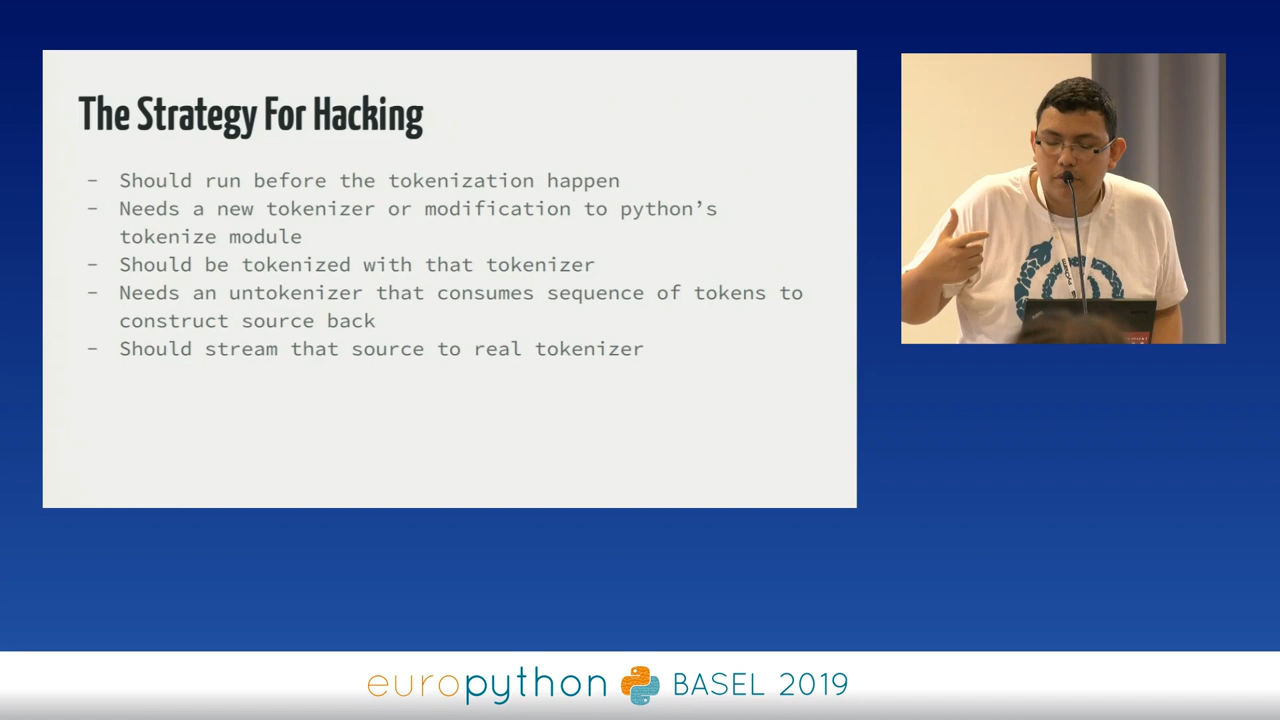 The Strategy For Hacking
- Should run before the tokenization happen
- Needs a new tokenizer or modification to python’s
tokenize module
- Should be tokenized with that tokenizer
- Needs an untokenizer that consumes sequence of tokens to
construct source back
- Should stream that source to real tokenizer
europython BASEL 2019